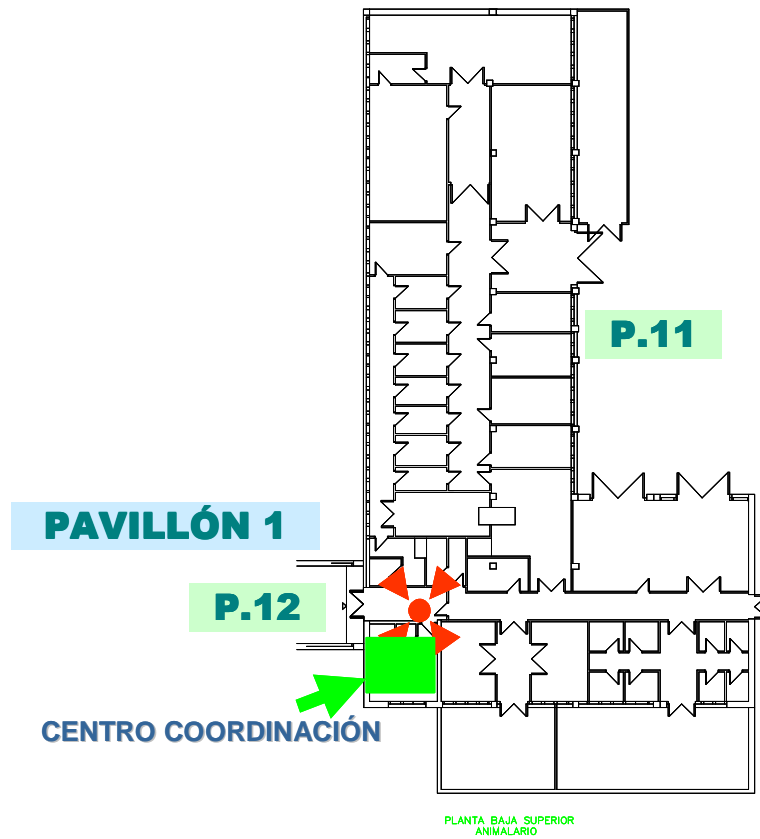 P.11
PAVILLÓN 1
P.12
CENTRO COORDINACIÓN
PLANTA BAJA SUPERIOR
ANIMALARIO